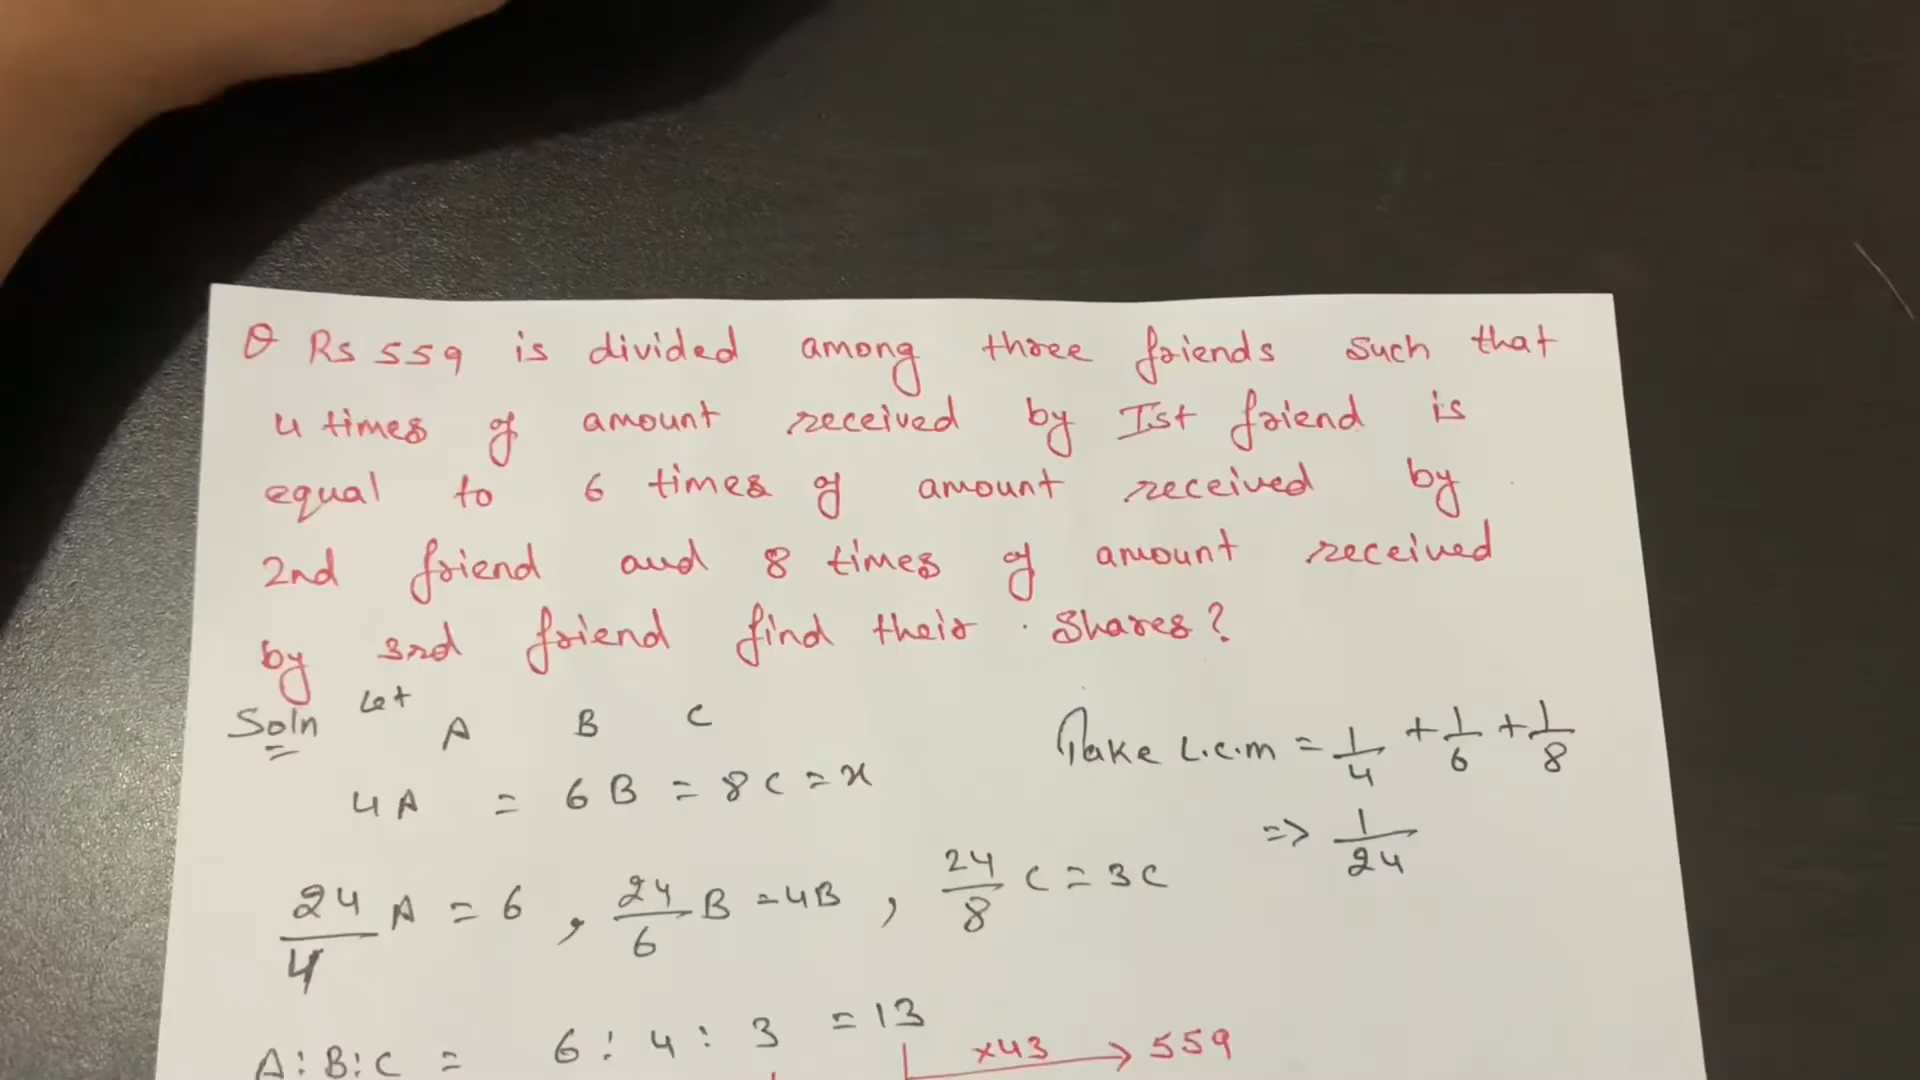 Q Rs 559 is divided among three friends such that
4 times of amount received by Ist friend is
equal to 6 times of amount received by
2nd friend and 8 times of amount received
by 3rd friend find their shares?
Soln Let A B C
4A = 6B = 8C = x
Take L.c.m = 1/4 + 1/6 + 1/8
=> 1/24
24/4 A = 6 , 24/6 B = 4B , 24/8 C = 3C
A:B:C = 6 : 4 : 3 = 13
x43 → 559